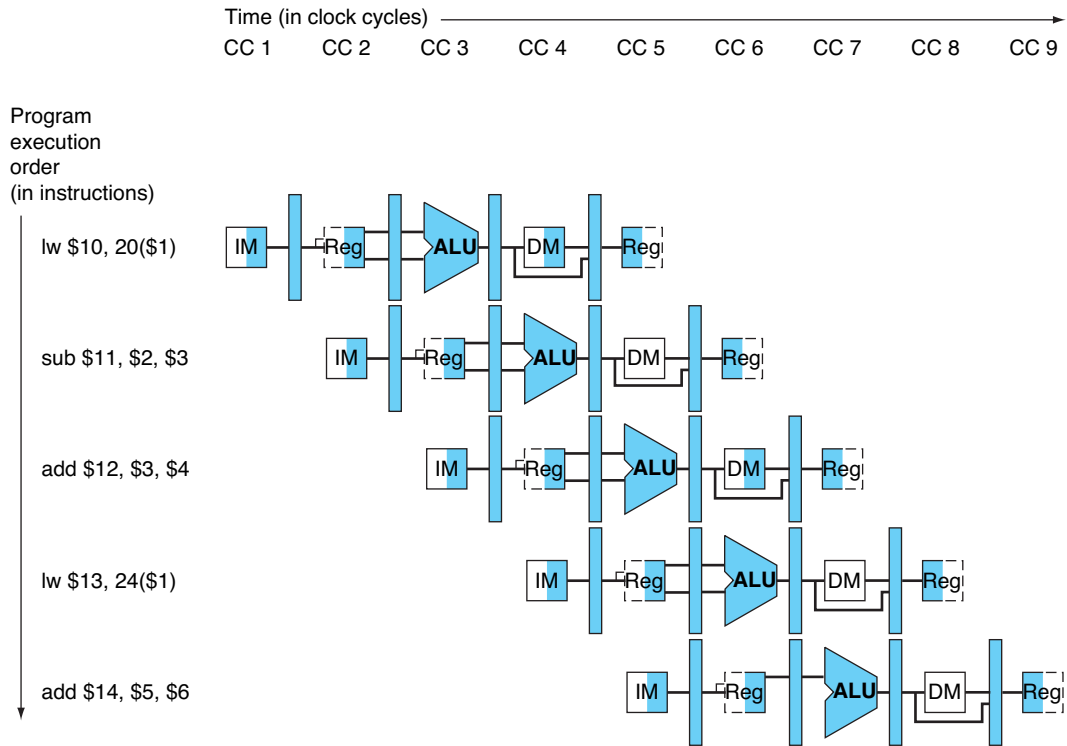 Time (in clock cycles)
CC 1 CC 2 CC 3 CC 4 CC 5 CC 6 CC 7 CC 8 CC 9
Program
execution
order
(in instructions)
lw $10, 20($1) IM Reg ALU DM Reg
sub $11, $2, $3 IM Reg ALU DM Reg
add $12, $3, $4 IM Reg ALU DM Reg
lw $13, 24($1) IM Reg ALU DM Reg
add $14, $5, $6 IM Reg ALU DM Reg